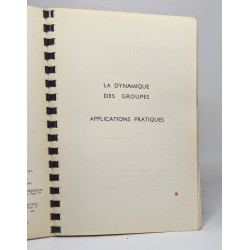 LA DYNAMIQUE
DES GROUPES
APPLICATIONS PRATIQUES